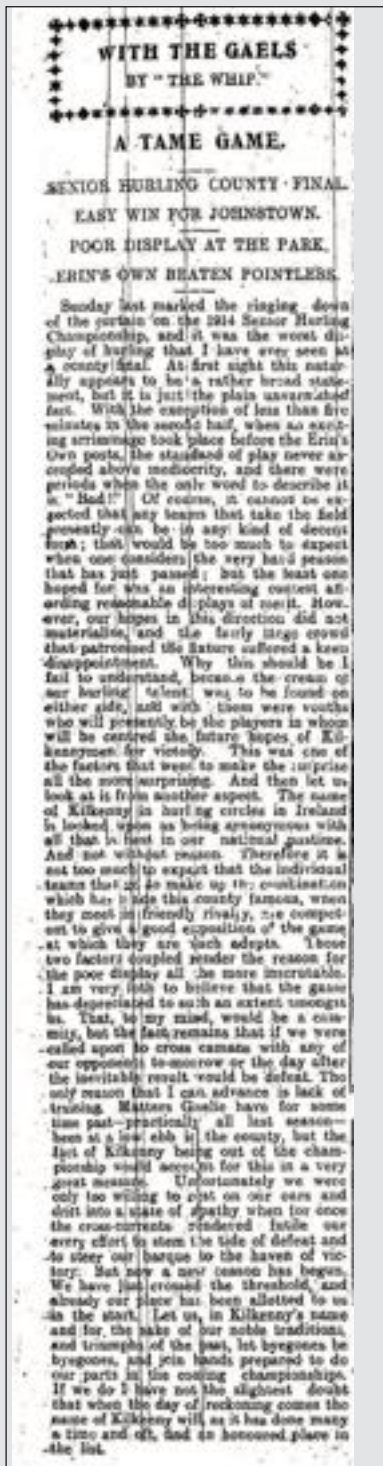 WITH THE GAELS
BY "THE WHIP."
A TAME GAME.
SENIOR HURLING COUNTY FINAL.
EASY WIN FOR JOHNSTOWN.
POOR DISPLAY AT THE PARK.
ERIN'S OWN BEATEN POINTLESS.
Sunday last marked the ringing down
of the curtain on the 1914 Senior Hurling
Championship, and it was the worst dis-
play of hurling that I have ever seen at
a county final. At first sight this natur-
ally appears to be a rather broad state-
ment, but it is just the plain unvarnished
fact. With the exception of less than five
minutes in the second half, when an excit-
ing scrimmage took place before the Erin's
Own posts, the standard of play never as-
cended above mediocrity, and there were
periods when the only word to describe it
is "Bad!" Of course, it cannot be ex-
pected that any teams that take the field
presently can be in any kind of decent
form; that would be too much to expect
when one considers the very hard season
that has just passed; but the least one
hoped for was an interesting contest aff-
ording reasonable displays of merit. How-
ever, our hopes in this direction did not
materialise, and the fairly large crowd
that patronised the fixture suffered a keen
disappointment. Why this should be I
fail to understand, because the cream of
our hurling talent was to be found on
either side, and with them were youths
who will presently be the players in whom
will be centred the future hopes of Kil-
kennymen for victory. This was one of
the factors that went to make the surprise
all the more surprising. And then let us
look at it from another aspect. The name
of Kilkenny in hurling circles in Ireland
is looked upon as being synonymous with
all that is best in our national pastime.
And not without reason. Therefore it is
not too much to expect that the individual
teams that go to make up the combination
which has made this county famous, when
they meet in friendly rivalry, are compet-
ent to give a good exposition of the game
at which they are such adepts. These
two factors coupled render the reason for
the poor display all the more inscrutable.
I am very loth to believe that the game
has depreciated to such an extent amongst
us. That, to my mind, would be a cala-
mity, but the fact remains that if we were
called upon to cross camans with any of
our opponents to-morrow or the day after
the inevitable result would be defeat. The
only reason that I can advance is lack of
training. Matters Gaelic have for some
time past—practically all last season—
been at a low ebb in the county, but the
fact of Kilkenny being out of the cham-
pionship would account for this in a very
great measure. Unfortunately we were
only too willing to rest on our oars and
drift into a state of apathy when for once
the cross-currents rendered futile our
every effort to stem the tide of defeat and
to steer our barque to the haven of vic-
tory. But now a new season has begun.
We have just crossed the threshold, and
already our place has been allotted to us
in the start. Let us, in Kilkenny's name
and for the sake of our noble traditions,
and triumphs of the past, let byegones be
byegones, and join hands prepared to do
our parts in the coming championships.
If we do I have not the slightest doubt
that when the day of reckoning comes the
name of Kilkenny will, as it has done many
a time and oft, find an honoured place in
the list.